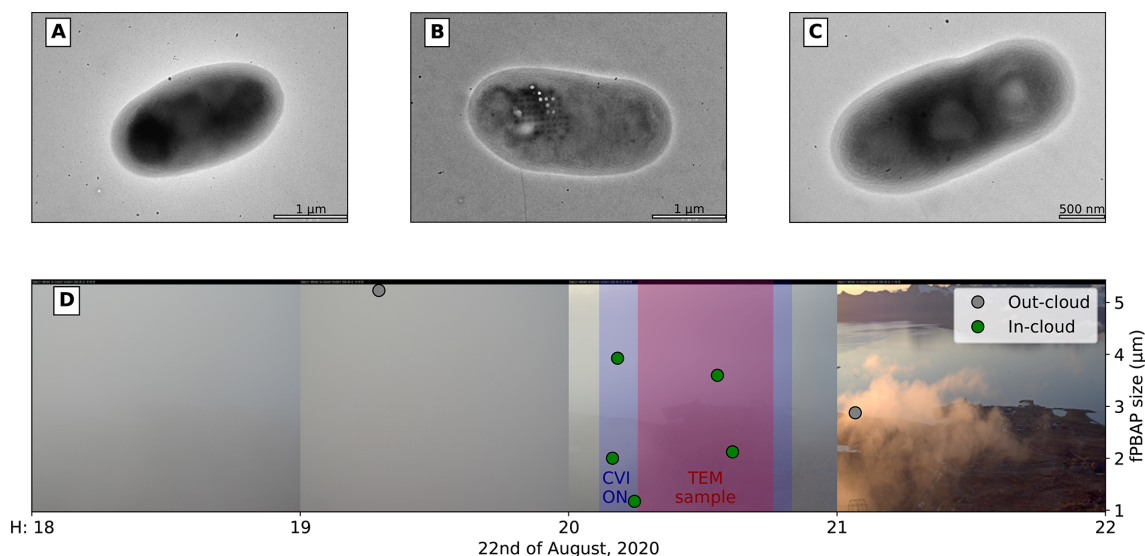 A
B
C
1 μm
1 μm
500 nm
D
Out-cloud
In-cloud
5
4
3
2
1
fPBAP size (μm)
CVI
ON
TEM
sample
H: 18
19
20
21
22
22nd of August, 2020